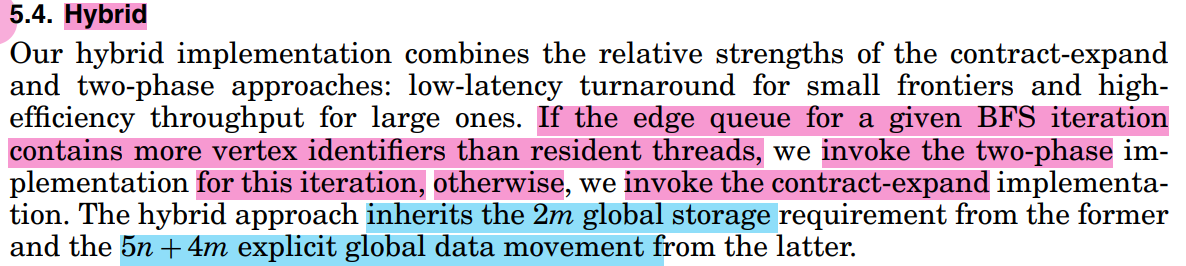 5.4. Hybrid
Our hybrid implementation combines the relative strengths of the contract-expand
and two-phase approaches: low-latency turnaround for small frontiers and high-
efficiency throughput for large ones. If the edge queue for a given BFS iteration
contains more vertex identifiers than resident threads, we invoke the two-phase im-
plementation for this iteration, otherwise, we invoke the contract-expand implementa-
tion. The hybrid approach inherits the 2m global storage requirement from the former
and the 5n + 4m explicit global data movement from the latter.